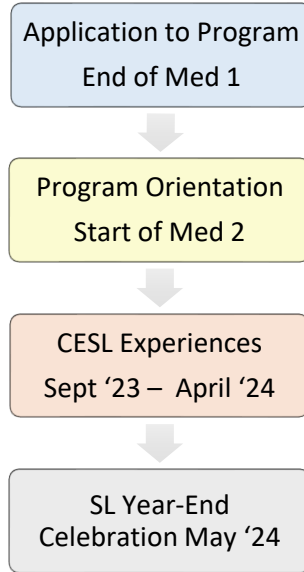 Application to Program
End of Med 1
Program Orientation
Start of Med 2
CESL Experiences
Sept ‘23 – April ‘24
SL Year-End
Celebration May ‘24